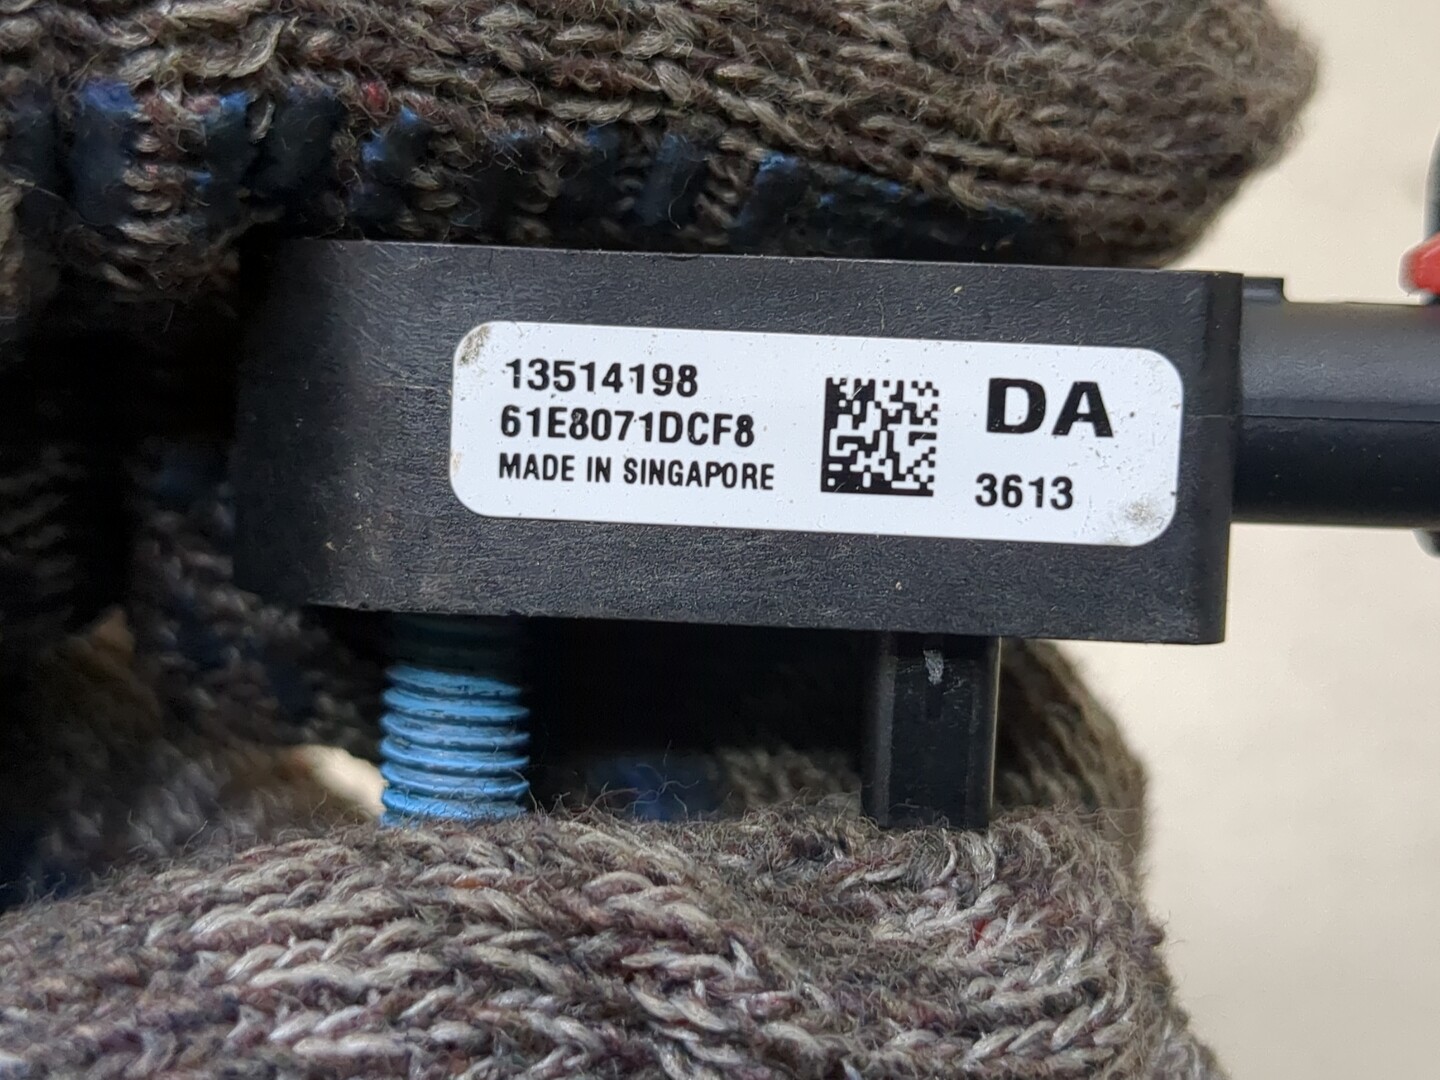 13514198
61E8071DCF8
MADE IN SINGAPORE
DA
3613